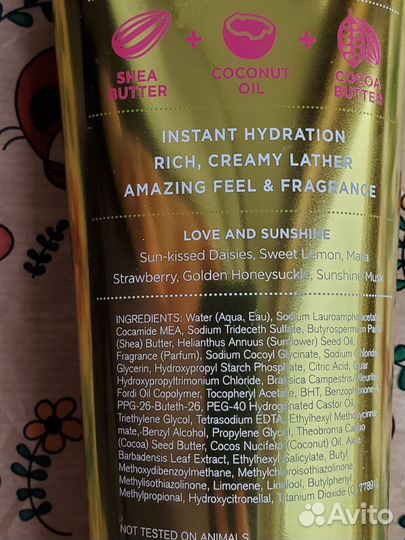 SHEA
BUTTER
+
COCONUT
OIL
+
COCOA
BUTTER
INSTANT HYDRATION
RICH, CREAMY LATHER
AMAZING FEEL & FRAGRANCE
LOVE AND SUNSHINE
Sun-kissed Daisies, Sweet Lemon, Mara
Strawberry, Golden Honeysuckle, Sunshine Musk
INGREDIENTS: Water (Aqua, Eau), Sodium Lauroamphoacetate,
Cocamide MEA, Sodium Trideceth Sulfate, Butyrospermum
(Shea) Butter, Helianthus Annuus (Sunflower) Seed Oil,
Fragrance (Parfum), Sodium Cocoyl Glycinate, Sodium Chloride,
Glycerin, Hydroxypropyl Starch Phosphate, Citric Guar
Hydroxypropyltrimonium Chloride, Brassica Campestris/
Fordi Oil Copolymer, Tocopheryl Acetate, BHT,
PPG-26-Buteth-26, PEG-40 Hydrogenated Castor Oil,
Triethylene Glycol, Tetrasodium EDTA, Ethylhexyl
Benzyl Alcohol, Propylene Glycol, Theobroma Cacao
(Cocoa) Seed Butter, Cocos Nucifera (Coconut) Oil, Aloe
Barbadensis Leaf Extract, Ethylhexyl Salicylate, Butyl
Methoxydibenzoylmethane, Methylchloroisothiazolinone,
Methylisothiazolinone, Limonene, Linalool, Butylphenyl
Methylpropional, Hydroxycitronellal, Titanium Dioxide
NOT TESTED ON ANIMALS
Avito